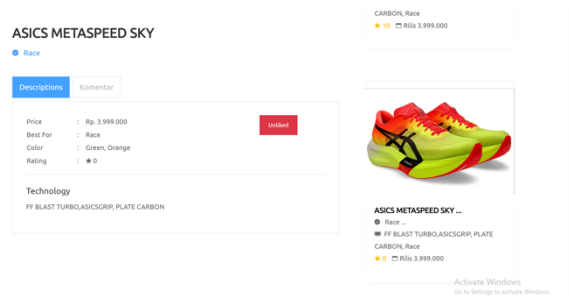 ASICS METASPEED SKY
Race
Descriptions
Komentar
Price : Rp. 3.999.000
Best For : Race
Color : Green, Orange
Rating : ★ 0
Unliked
Technology
FF BLAST TURBO,ASICSGRIP, PLATE CARBON
CARBON, Race
★ 10 Rilis 3.999.000
ASICS METASPEED SKY ...
Race ...
FF BLAST TURBO,ASICSGRIP, PLATE
CARBON, Race
★ 0 Rilis 3.999.000
Activate Windows
Go to Settings to activate Windows.